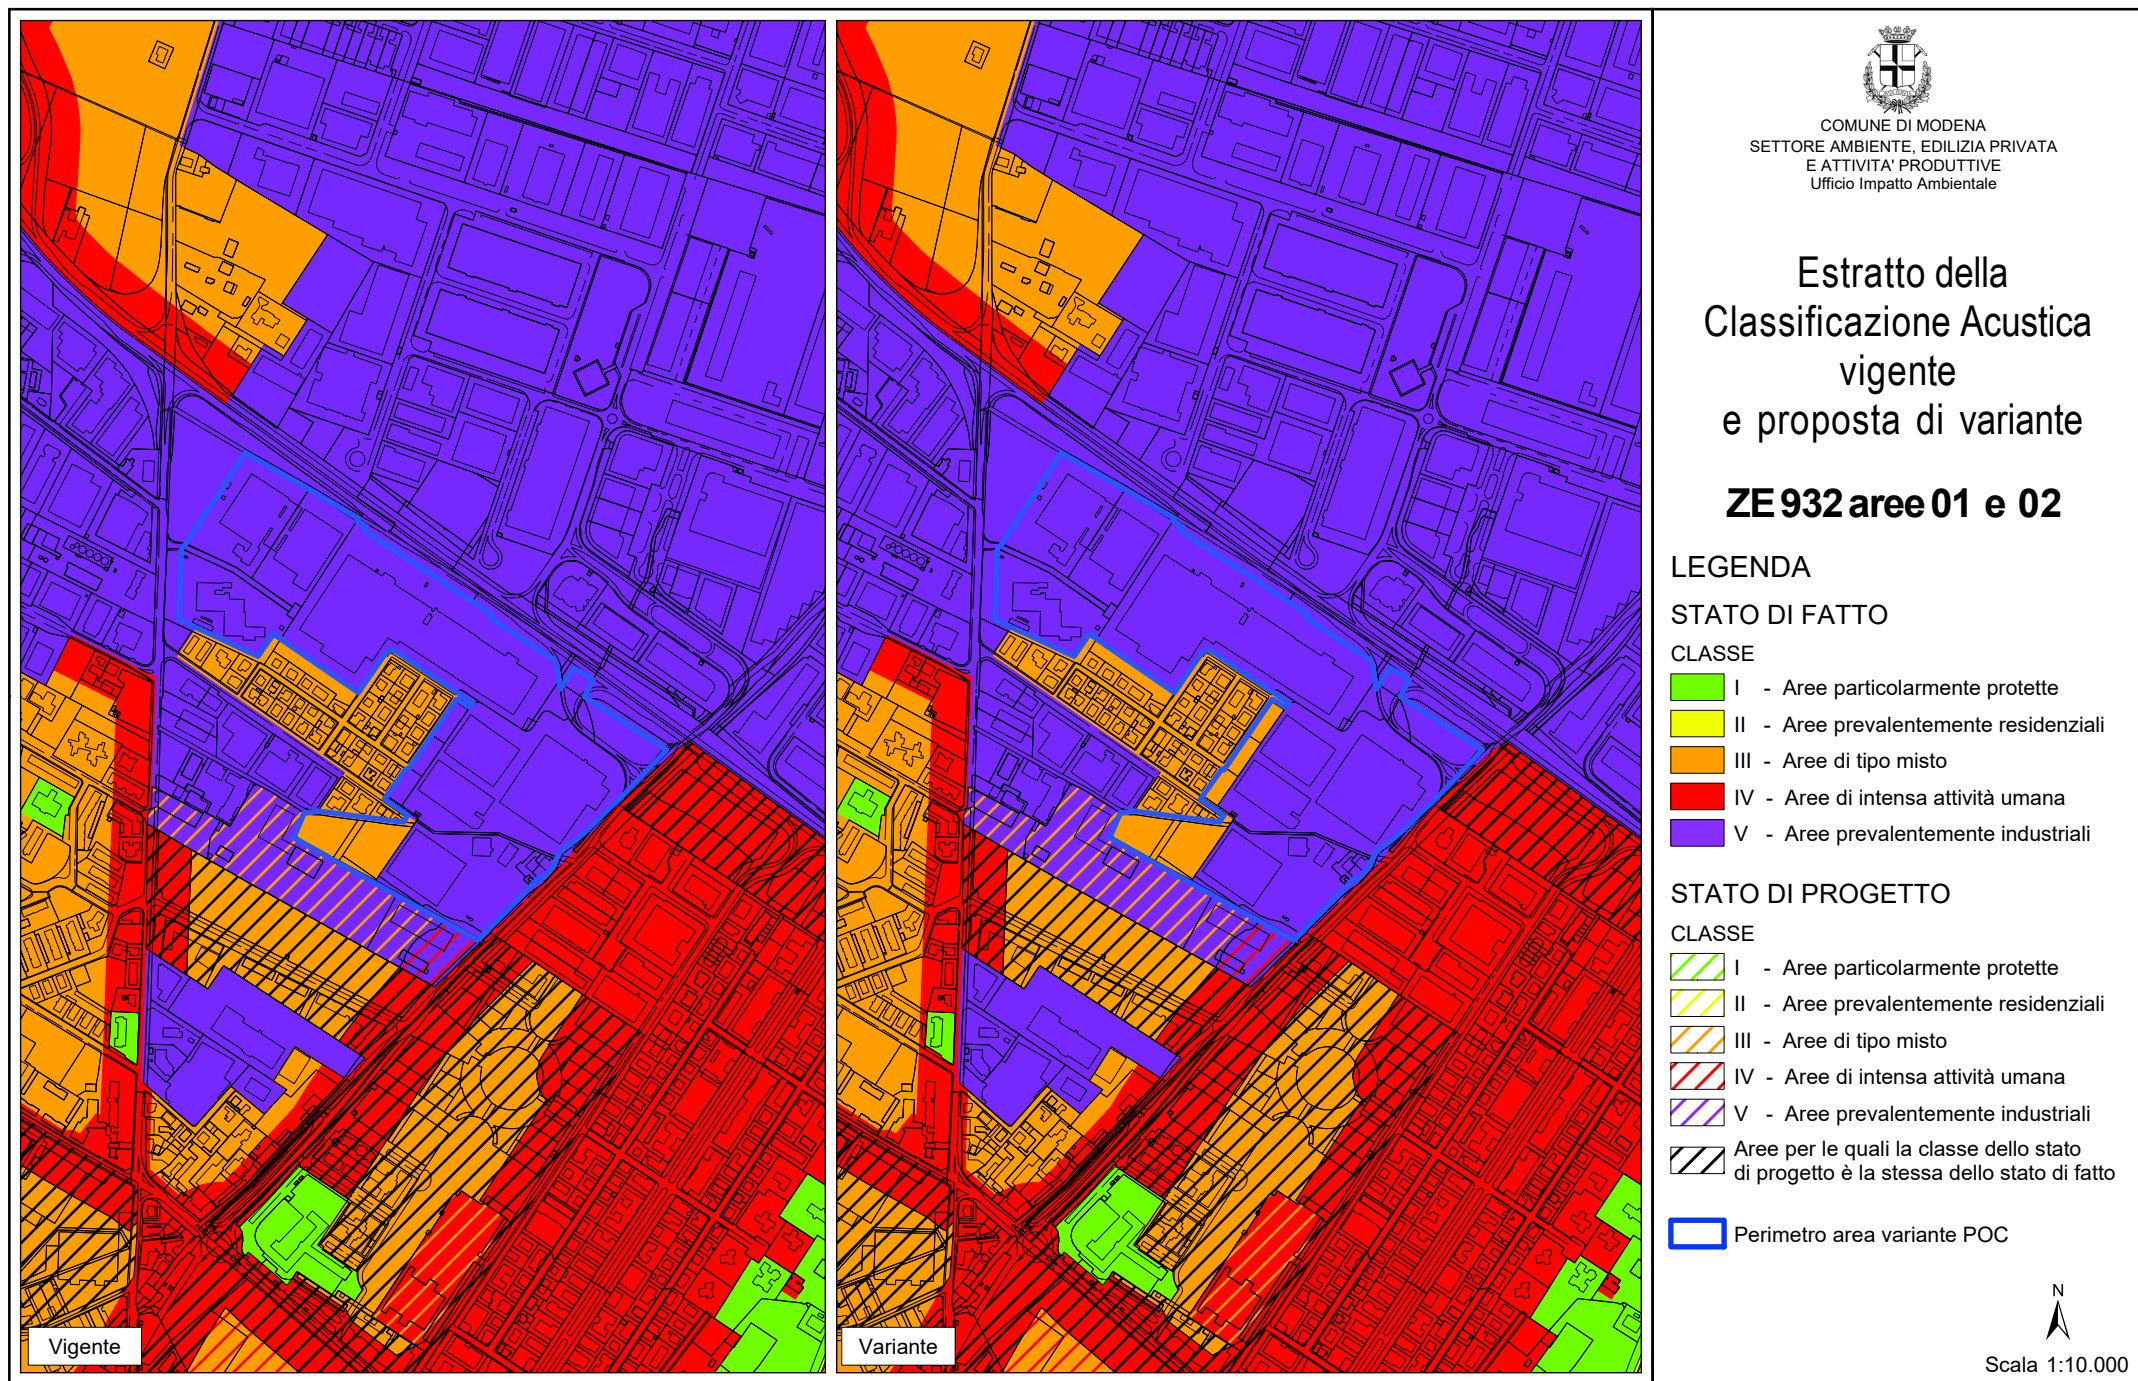 COMUNE DI MODENA
SETTORE AMBIENTE, EDILIZIA PRIVATA
E ATTIVITA' PRODUTTIVE
Ufficio Impatto Ambientale
Estratto della
Classificazione Acustica
vigente
e proposta di variante
ZE 932 aree 01 e 02
LEGENDA
STATO DI FATTO
CLASSE
I - Aree particolarmente protette
II - Aree prevalentemente residenziali
III - Aree di tipo misto
IV - Aree di intensa attività umana
V - Aree prevalentemente industriali
STATO DI PROGETTO
CLASSE
I - Aree particolarmente protette
II - Aree prevalentemente residenziali
III - Aree di tipo misto
IV - Aree di intensa attività umana
V - Aree prevalentemente industriali
Aree per le quali la classe dello stato
di progetto è la stessa dello stato di fatto
Perimetro area variante POC
N
Scala 1:10.000
Vigente
Variante